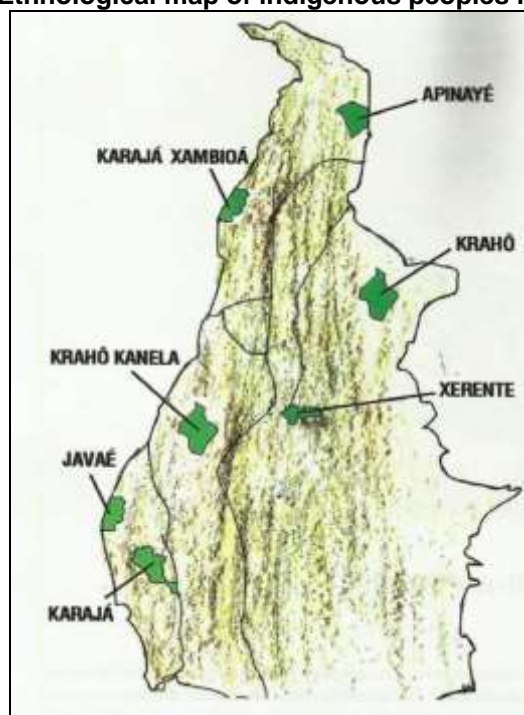 Ethnological map of indigenous peoples
APINAYÉ
KARAJÁ XAMBIOÁ
KRAHÔ
KRAHÔ KANELA
XERENTE
JAVAÉ
KARAJÁ